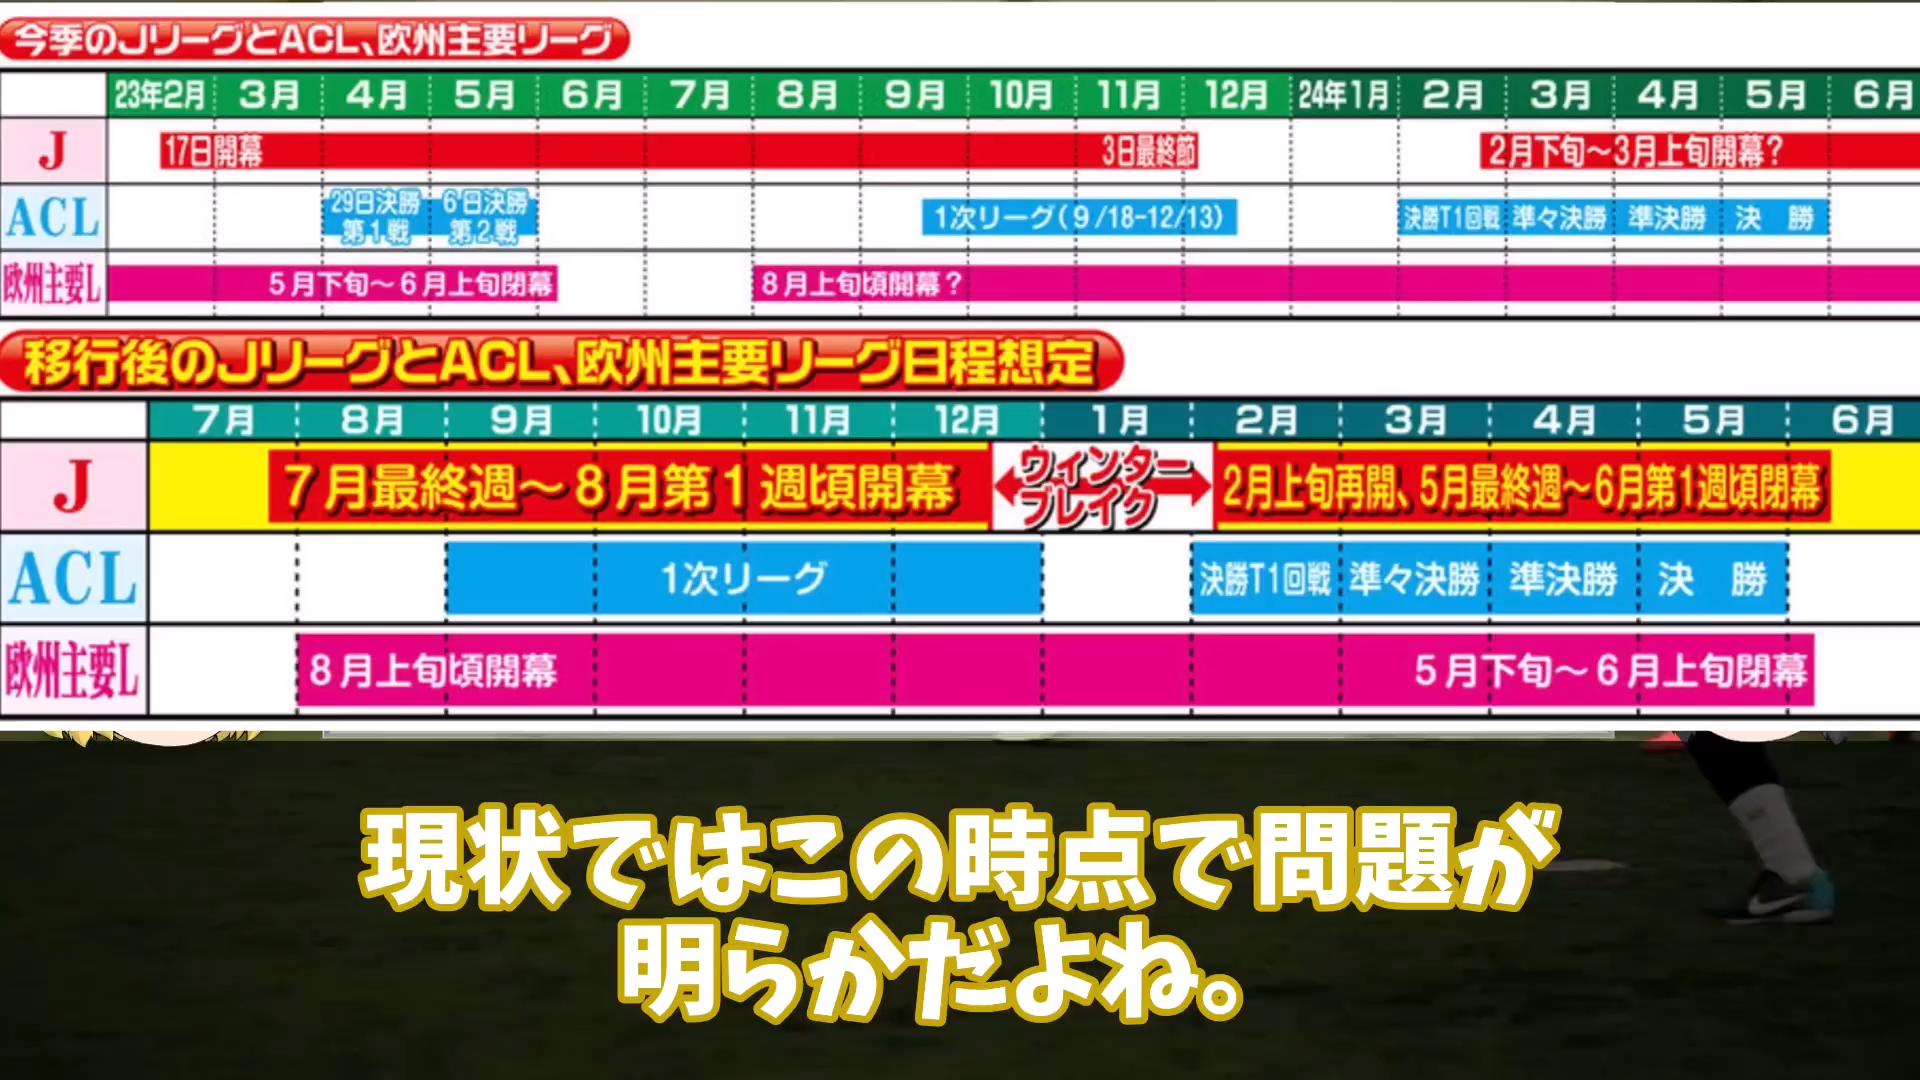 今季のJリーグとACL、欧州主要リーグ
23年2月 3月 4月 5月 6月 7月 8月 9月 10月 11月 12月 24年1月 2月 3月 4月 5月 6月
J 17日開幕 3日最終節 2月下旬～3月上旬開幕?
ACL 29日決勝第1戦 6日決勝第2戦 1次リーグ(9/18-12/13) 決勝T1回戦 準々決勝 準決勝 決 勝
欧州主要L 5月下旬～6月上旬閉幕 8月上旬頃開幕?
移行後のJリーグとACL、欧州主要リーグ日程想定
7月 8月 9月 10月 11月 12月 1月 2月 3月 4月 5月 6月
J 7月最終週～8月第1週頃開幕 ウィンターブレイク 2月上旬再開、5月最終週～6月第1週頃閉幕
ACL 1次リーグ 決勝T1回戦 準々決勝 準決勝 決 勝
欧州主要L 8月上旬頃開幕 5月下旬～6月上旬閉幕
現状ではこの時点で問題が
明らかだよね。